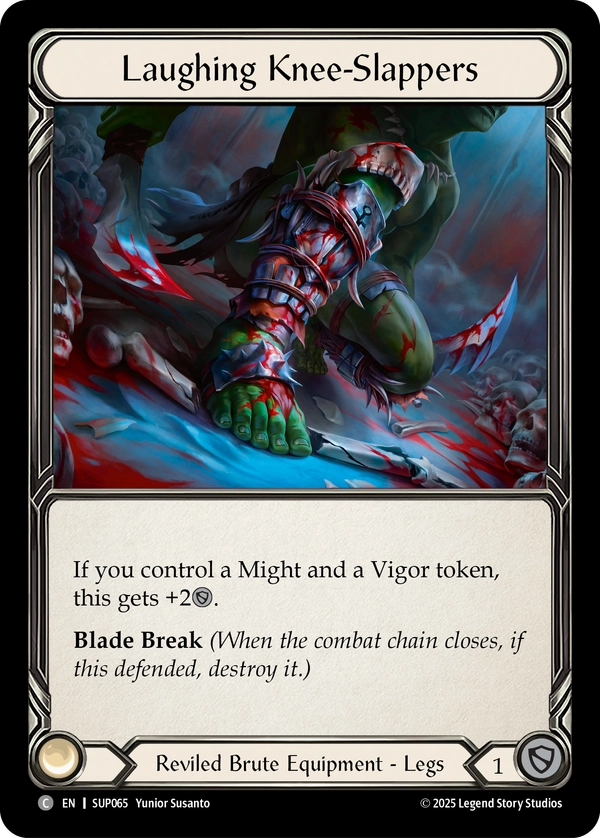 Laughing Knee-Slappers
If you control a Might and a Vigor token,
this gets +2.
Blade Break (When the combat chain closes, if
this defended, destroy it.)
Reviled Brute Equipment - Legs
1
C EN | SUP065 Yunior Susanto
© 2025 Legend Story Studios